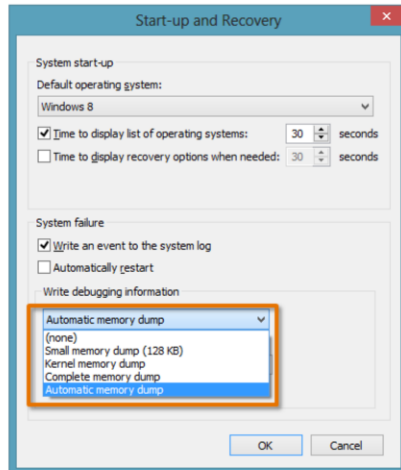 Start-up and Recovery
System start-up
Default operating system:
Windows 8
Time to display list of operating systems: 30 seconds
Time to display recovery options when needed: 30 seconds
System failure
Write an event to the system log
Automatically restart
Write debugging information
Automatic memory dump
(none)
Small memory dump (128 KB)
Kernel memory dump
Complete memory dump
Automatic memory dump
OK Cancel